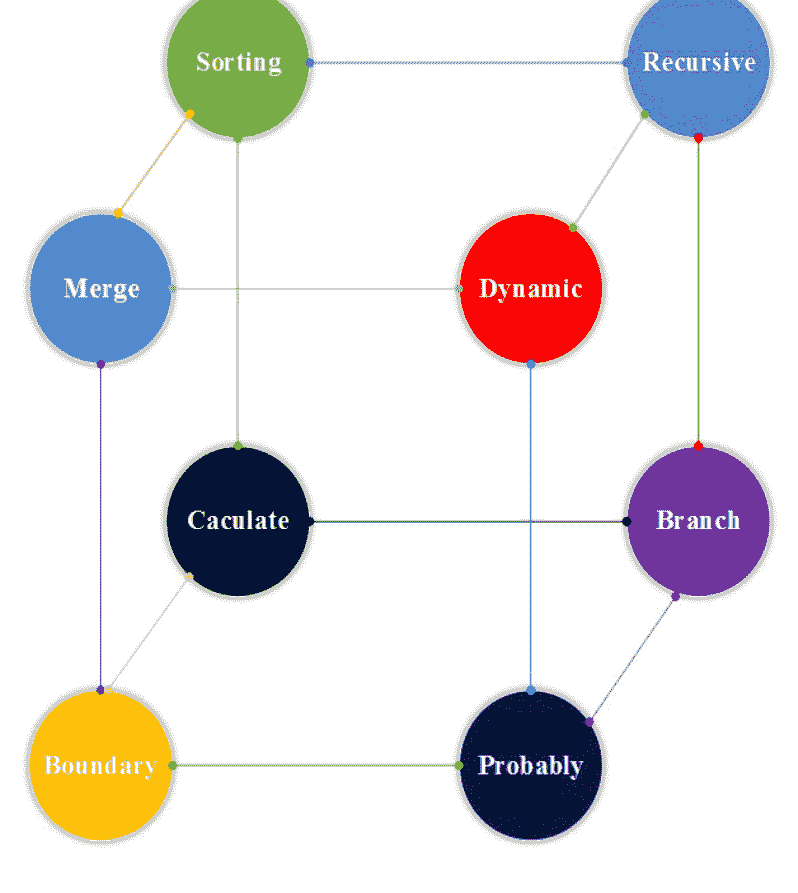 Sorting
Recursive
Merge
Dynamic
Caculate
Branch
Boundary
Probably